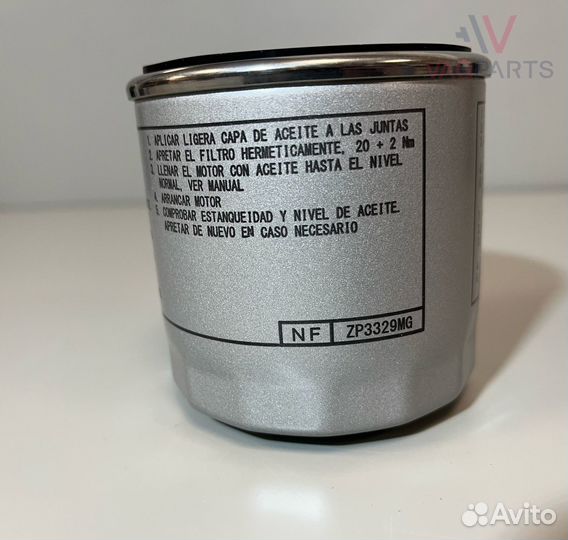 VAGPARTS
1. APLICAR LIGERA CAPA DE ACEITE A LAS JUNTAS
2. APRETAR EL FILTRO HERMETICAMENTE, 20 + 2 Nm
3. LLENAR EL MOTOR CON ACEITE HASTA EL NIVEL
NORMAL, VER MANUAL
4. ARRANCAR MOTOR
5. COMPROBAR ESTANQUEIDAD Y NIVEL DE ACEITE.
APRETAR DE NUEVO EN CASO NECESARIO
NF ZP3329MG
Avito